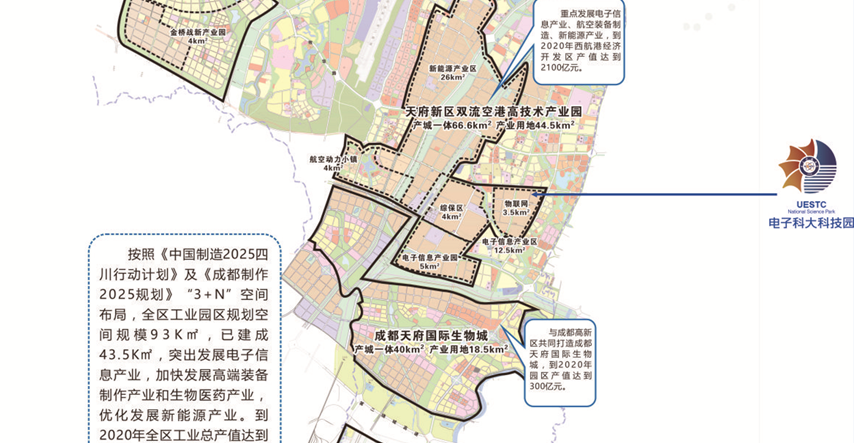 金桥战新产业园
4km²
重点发展电子信
息产业、航空装备制
造、新能源产业，到
2020年西航港经济
开发区产值达到
2100亿元。
新能源产业区
26km²
天府新区双流空港高技术产业园
产城一体66.6km² 产业用地44.5km²
航空动力小镇
4km²
综保区
4km²
物联网
3.5km²
电子信息产业区
12.5km²
电子信息产业园
5km²
UESTC
National Science Park
电子科大科技园
按照《中国制造2025四
川行动计划》及《成都制作
2025规划》“3+N”空间
布局，全区工业园区规划空
间规模93K㎡，已建成
43.5K㎡，突出发展电子信
息产业，加快发展高端装备
制作产业和生物医药产业，
优化发展新能源产业。到
2020年全区工业总产值达到
成都天府国际生物城
产城一体40km² 产业用地18.5km²
与成都高新
区共同打造成都
天府国际生物
城，到2020年
园区产值达到
300亿元。